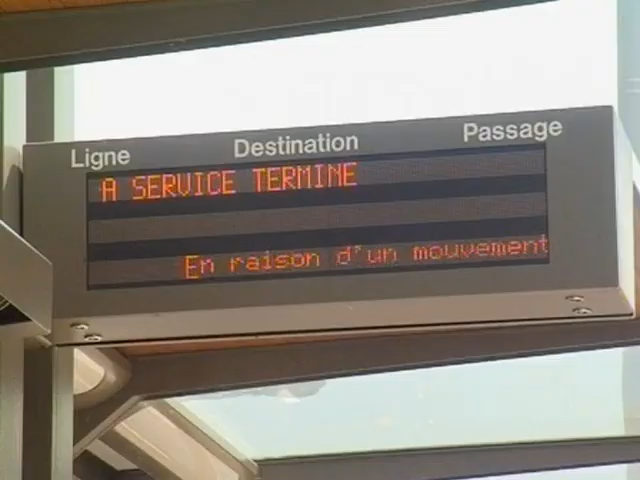 Ligne Destination Passage
A SERVICE TERMINE
En raison d'un mouvement